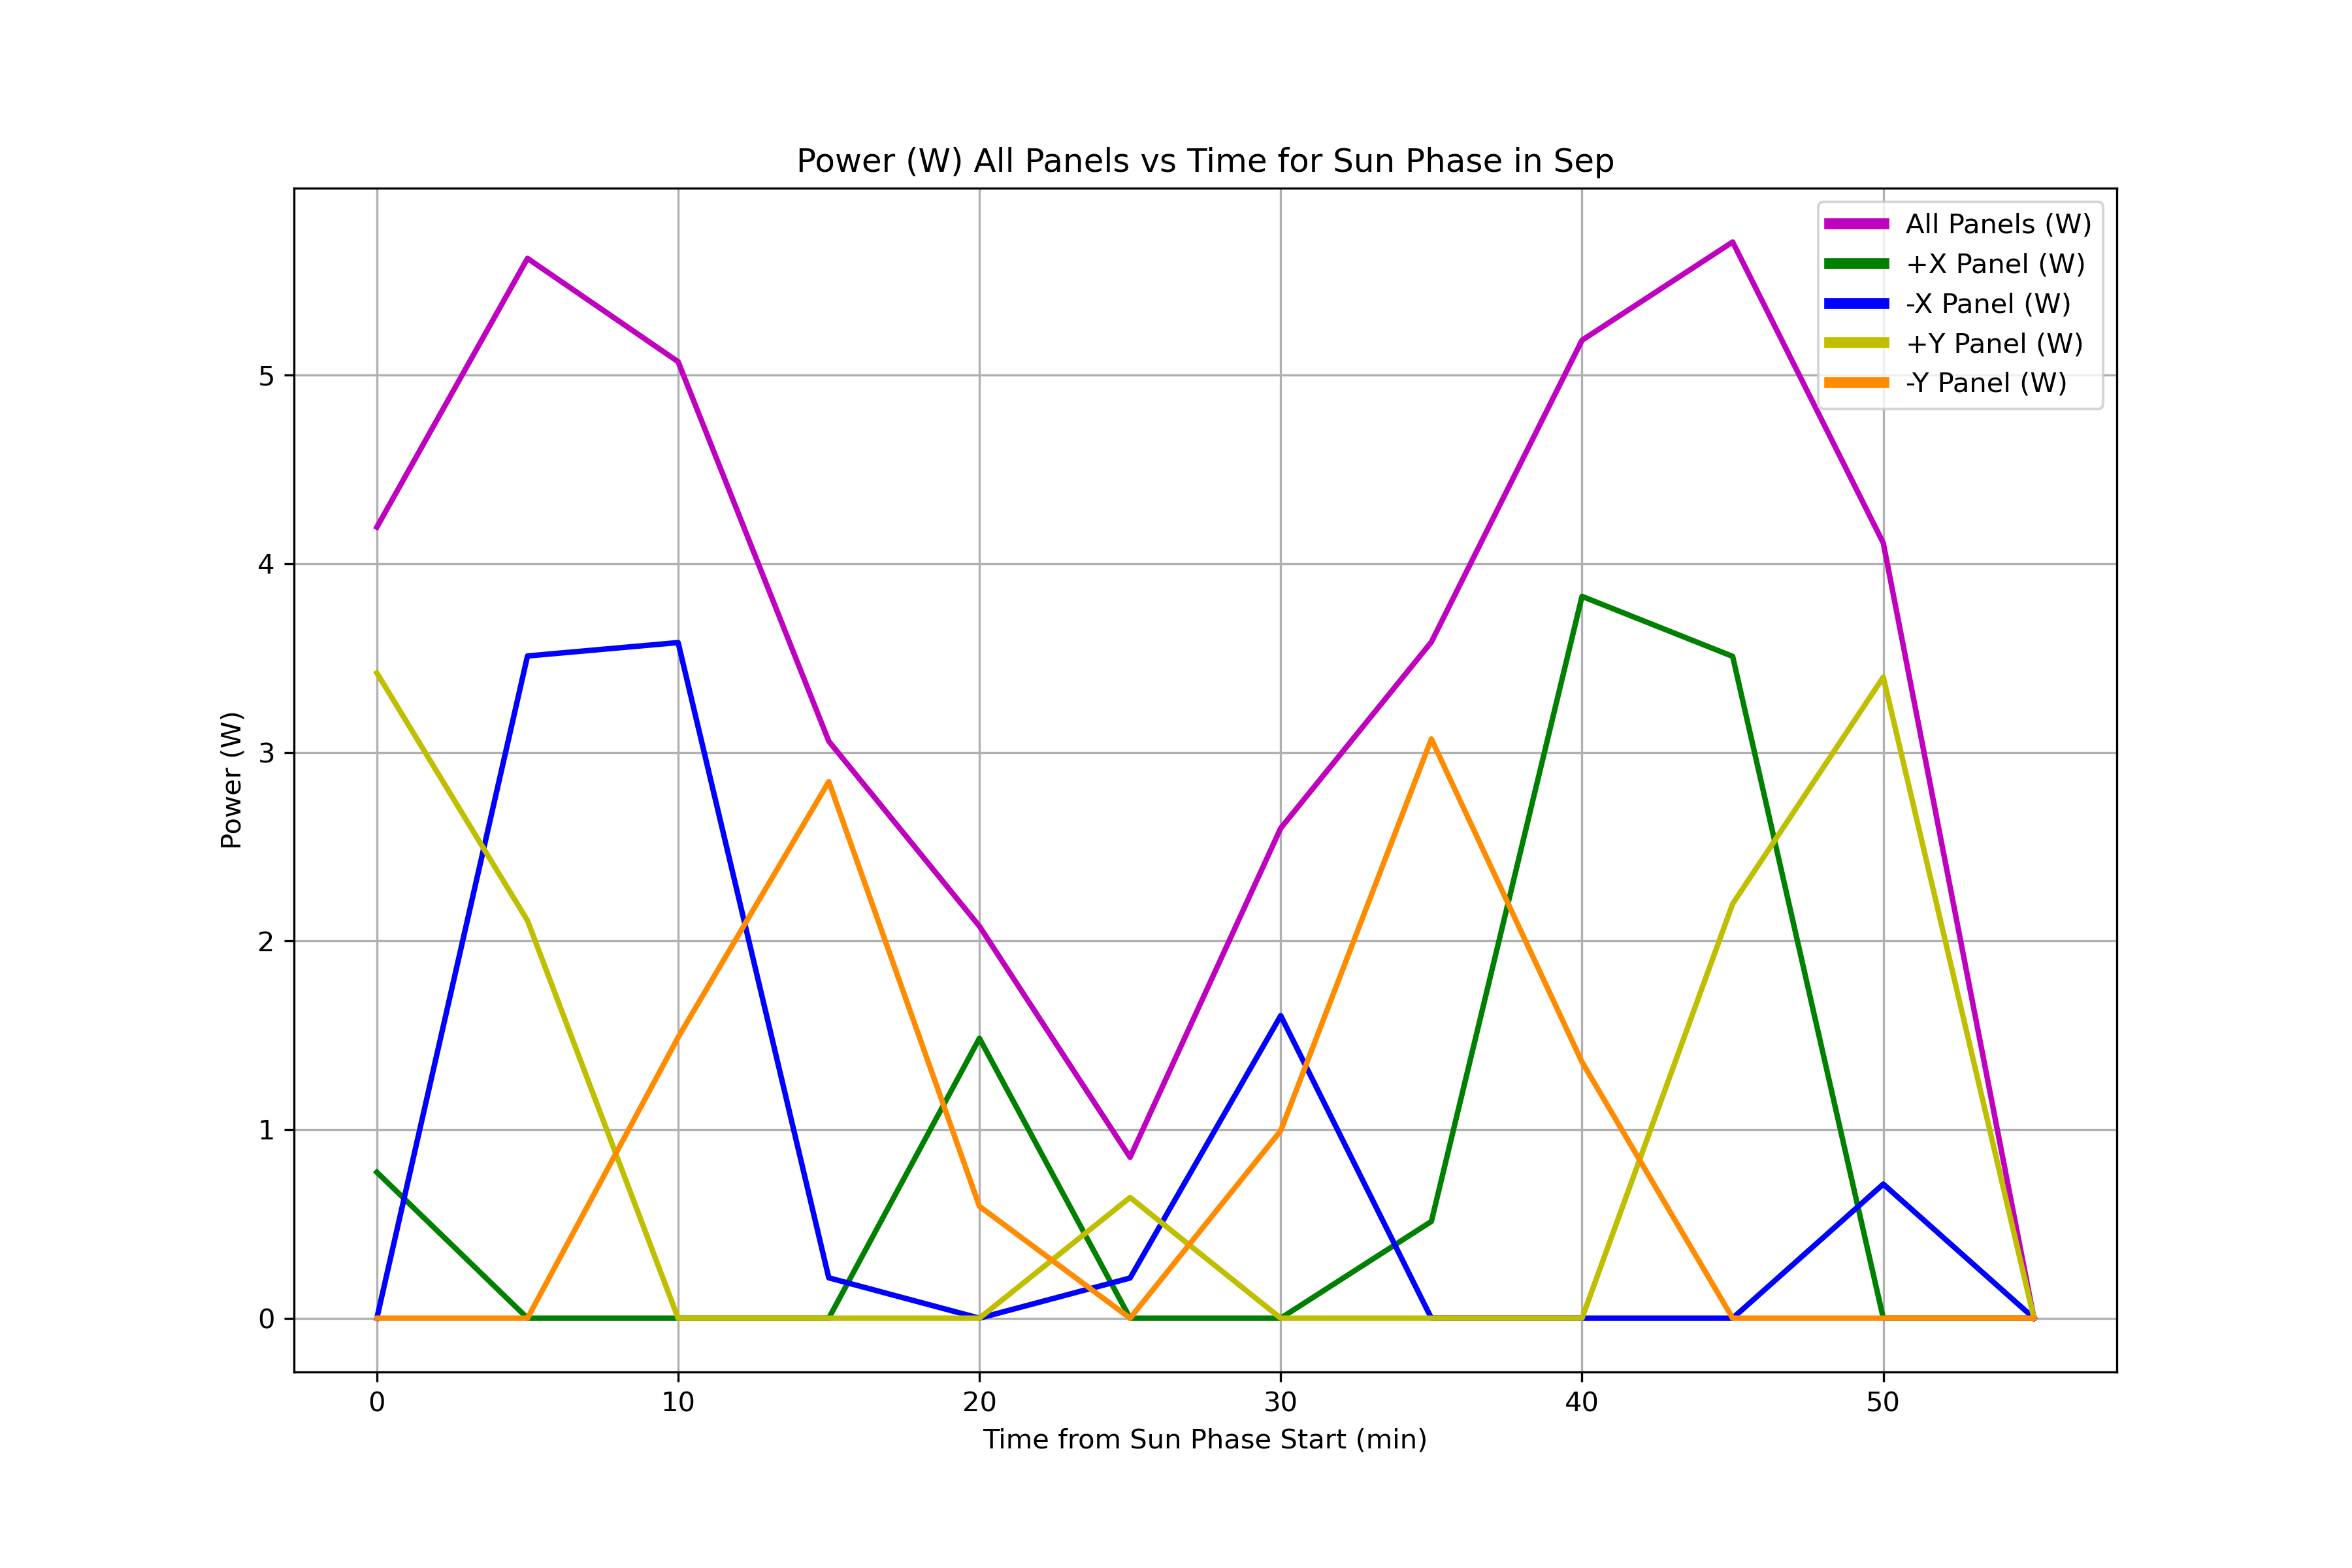 Power (W) All Panels vs Time for Sun Phase in Sep
All Panels (W)
+X Panel (W)
-X Panel (W)
+Y Panel (W)
-Y Panel (W)
Power (W)
5
4
3
2
1
0
0 10 20 30 40 50
Time from Sun Phase Start (min)